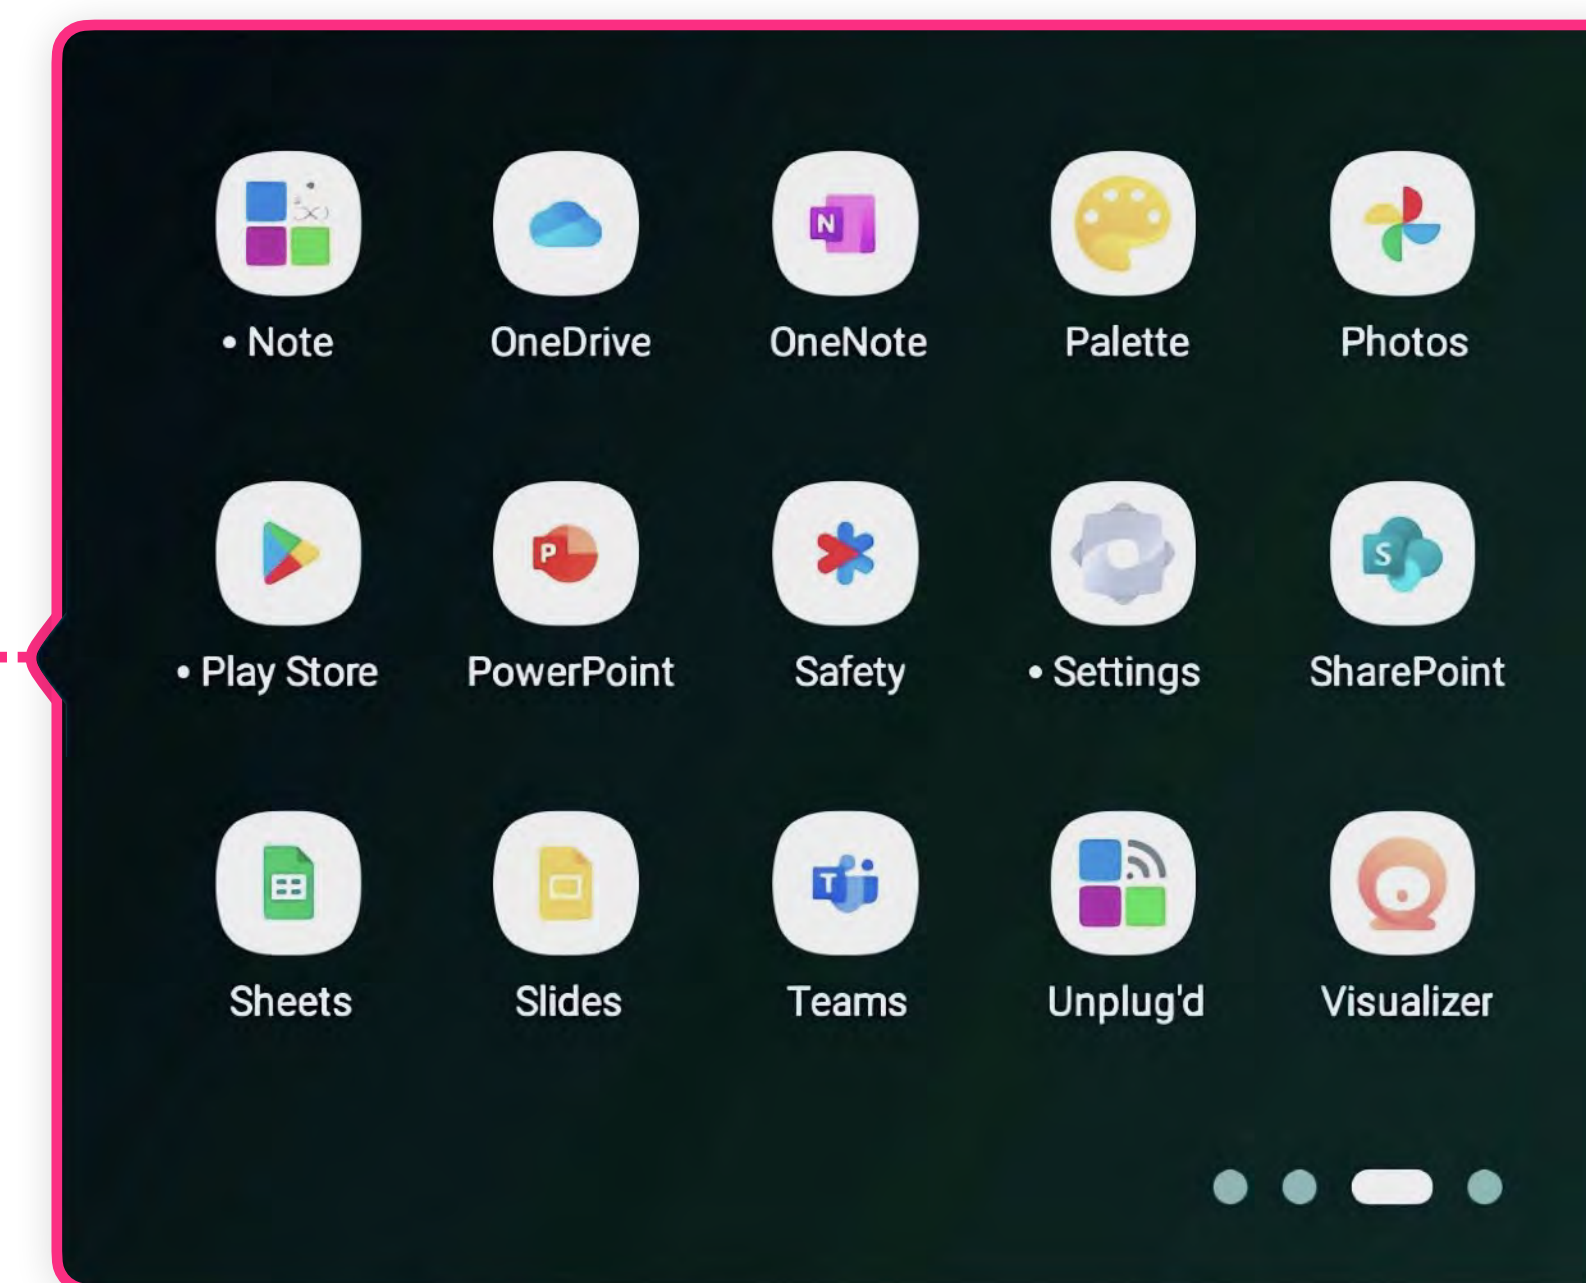 • Note OneDrive OneNote Palette Photos
N
• Play Store PowerPoint Safety • Settings SharePoint
P S
Sheets Slides Teams Unplug'd Visualizer
T